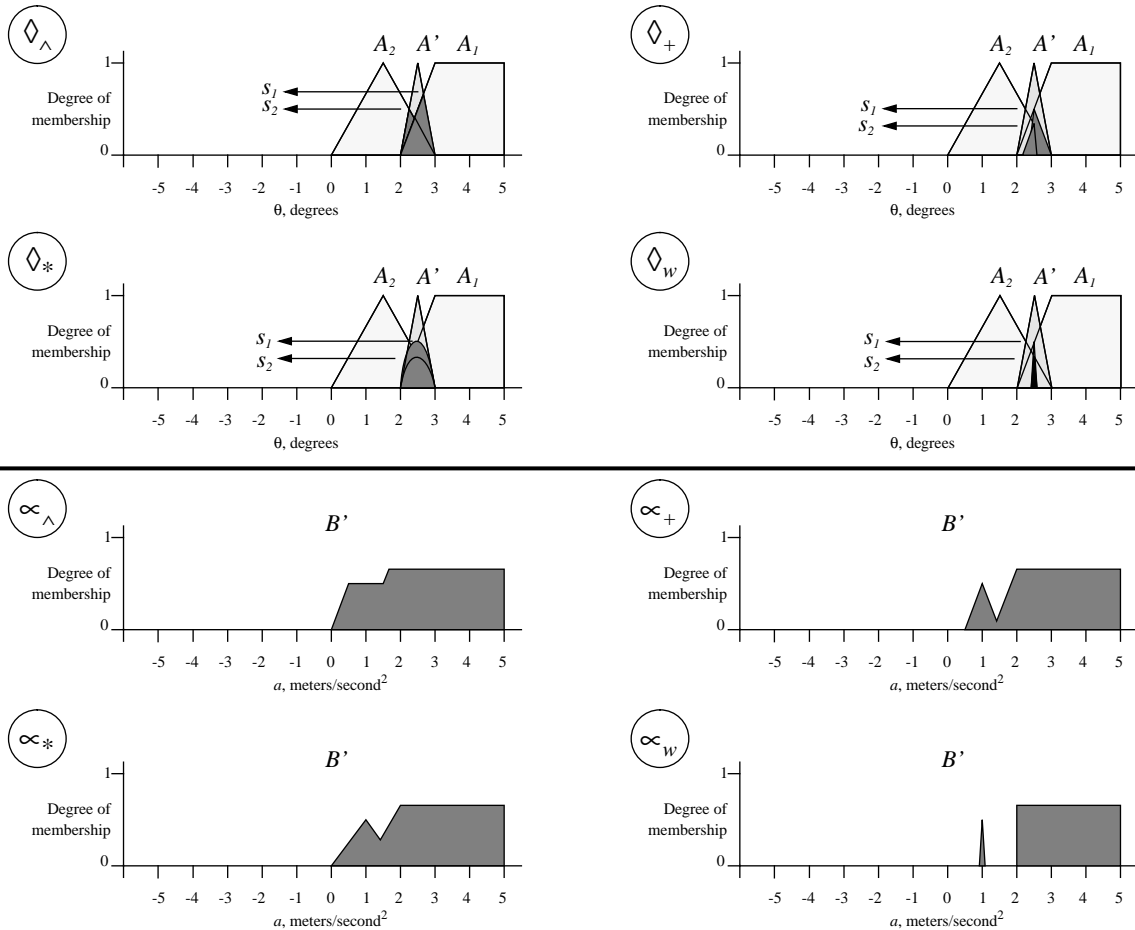 ◊^
A2 A’ A1
1
s1
s2
Degree of
membership
0
-5 -4 -3 -2 -1 0 1 2 3 4 5
θ, degrees
◊+
A2 A’ A1
1
s1
s2
Degree of
membership
0
-5 -4 -3 -2 -1 0 1 2 3 4 5
θ, degrees
◊*
A2 A’ A1
1
s1
s2
Degree of
membership
0
-5 -4 -3 -2 -1 0 1 2 3 4 5
θ, degrees
◊w
A2 A’ A1
1
s1
s2
Degree of
membership
0
-5 -4 -3 -2 -1 0 1 2 3 4 5
θ, degrees
∝^
B’
1
Degree of
membership
0
-5 -4 -3 -2 -1 0 1 2 3 4 5
a, meters/second2
∝+
B’
1
Degree of
membership
0
-5 -4 -3 -2 -1 0 1 2 3 4 5
a, meters/second2
∝*
B’
1
Degree of
membership
0
-5 -4 -3 -2 -1 0 1 2 3 4 5
a, meters/second2
∝w
B’
1
Degree of
membership
0
-5 -4 -3 -2 -1 0 1 2 3 4 5
a, meters/second2